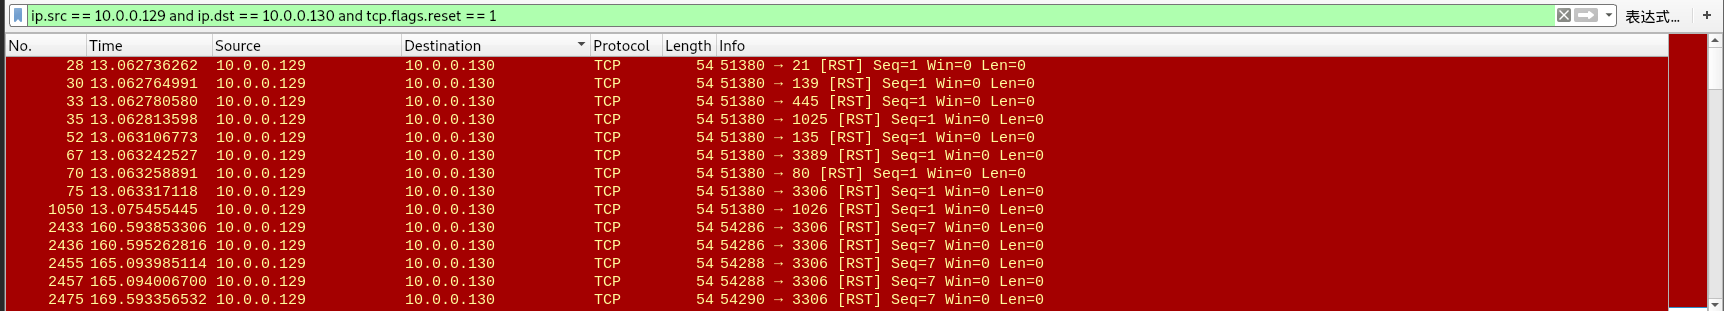 ip.src == 10.0.0.129 and ip.dst == 10.0.0.130 and tcp.flags.reset == 1 表达式… +
No. Time Source Destination Protocol Length Info
28 13.062736262 10.0.0.129 10.0.0.130 TCP 54 51380 → 21 [RST] Seq=1 Win=0 Len=0
30 13.062764991 10.0.0.129 10.0.0.130 TCP 54 51380 → 139 [RST] Seq=1 Win=0 Len=0
33 13.062780580 10.0.0.129 10.0.0.130 TCP 54 51380 → 445 [RST] Seq=1 Win=0 Len=0
35 13.062813598 10.0.0.129 10.0.0.130 TCP 54 51380 → 1025 [RST] Seq=1 Win=0 Len=0
52 13.063106773 10.0.0.129 10.0.0.130 TCP 54 51380 → 135 [RST] Seq=1 Win=0 Len=0
67 13.063242527 10.0.0.129 10.0.0.130 TCP 54 51380 → 3389 [RST] Seq=1 Win=0 Len=0
70 13.063258891 10.0.0.129 10.0.0.130 TCP 54 51380 → 80 [RST] Seq=1 Win=0 Len=0
75 13.063317118 10.0.0.129 10.0.0.130 TCP 54 51380 → 3306 [RST] Seq=1 Win=0 Len=0
1050 13.075455445 10.0.0.129 10.0.0.130 TCP 54 51380 → 1026 [RST] Seq=1 Win=0 Len=0
2433 160.593853306 10.0.0.129 10.0.0.130 TCP 54 54286 → 3306 [RST] Seq=7 Win=0 Len=0
2436 160.595262816 10.0.0.129 10.0.0.130 TCP 54 54286 → 3306 [RST] Seq=7 Win=0 Len=0
2455 165.093985114 10.0.0.129 10.0.0.130 TCP 54 54288 → 3306 [RST] Seq=7 Win=0 Len=0
2457 165.094006700 10.0.0.129 10.0.0.130 TCP 54 54288 → 3306 [RST] Seq=7 Win=0 Len=0
2475 169.593356532 10.0.0.129 10.0.0.130 TCP 54 54290 → 3306 [RST] Seq=7 Win=0 Len=0